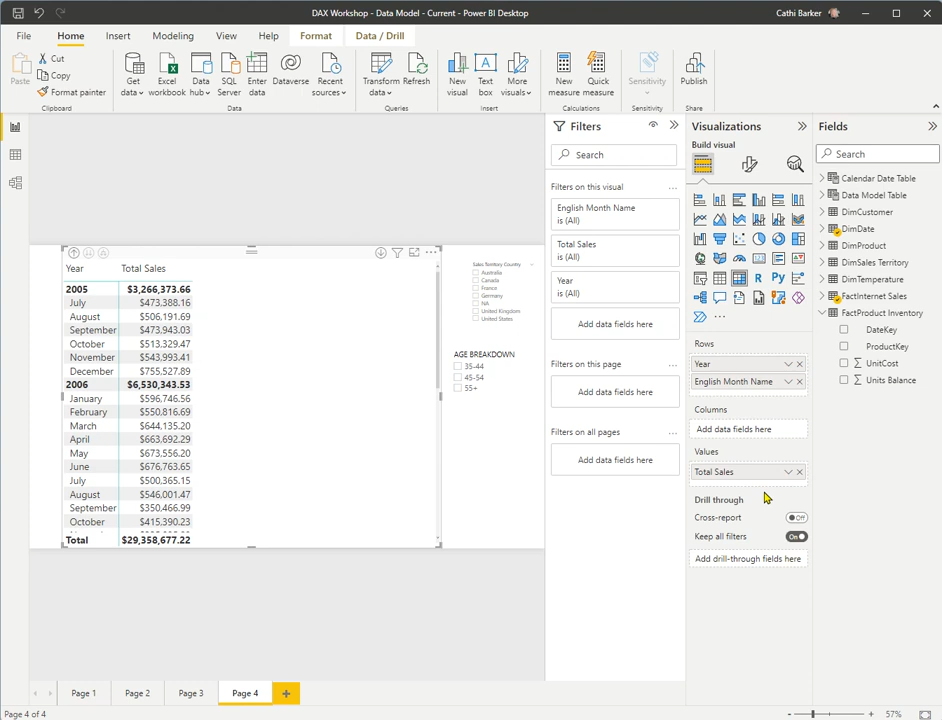 DAX Workshop - Data Model - Current - Power BI Desktop
Cathi Barker
File Home Insert Modeling View Help Format Data / Drill
Paste
Cut
Copy
Format painter
Get data
Excel workbook
Data hub
SQL Server
Enter data
Dataverse
Recent sources
Transform data
Refresh
New visual
Text box
More visuals
New measure
Quick measure
Sensitivity
Publish
Clipboard
Data
Queries
Insert
Calculations
Sensitivity
Share
Year Total Sales
2005 $3,266,373.66
July $473,388.16
August $506,191.69
September $473,943.03
October $513,329.47
November $543,993.41
December $755,527.89
2006 $6,530,343.53
January $596,746.56
February $550,816.69
March $644,135.20
April $663,692.29
May $673,556.20
June $676,763.65
July $500,365.15
August $546,001.47
September $350,466.99
October $415,390.23
Total $29,358,677.22
Sales Territory Country
Australia
Canada
France
Germany
NA
United Kingdom
United States
AGE BREAKDOWN
35-44
45-54
55+
Filters
Search
Filters on this visual ...
English Month Name
is (All)
Total Sales
is (All)
Year
is (All)
Add data fields here
Filters on this page ...
Add data fields here
Filters on all pages ...
Add data fields here
Visualizations
Build visual
R Py
...
Rows
Year
English Month Name
Columns
Add data fields here
Values
Total Sales
Drill through
Cross-report Off
Keep all filters On
Add drill-through fields here
Fields
Search
Calendar Date Table
Data Model Table
DimCustomer
DimDate
DimProduct
DimSales Territory
DimTemperature
FactInternet Sales
FactProduct Inventory
DateKey
ProductKey
UnitCost
Units Balance
Page 1 Page 2 Page 3 Page 4 +
Page 4 of 4
- + 57%